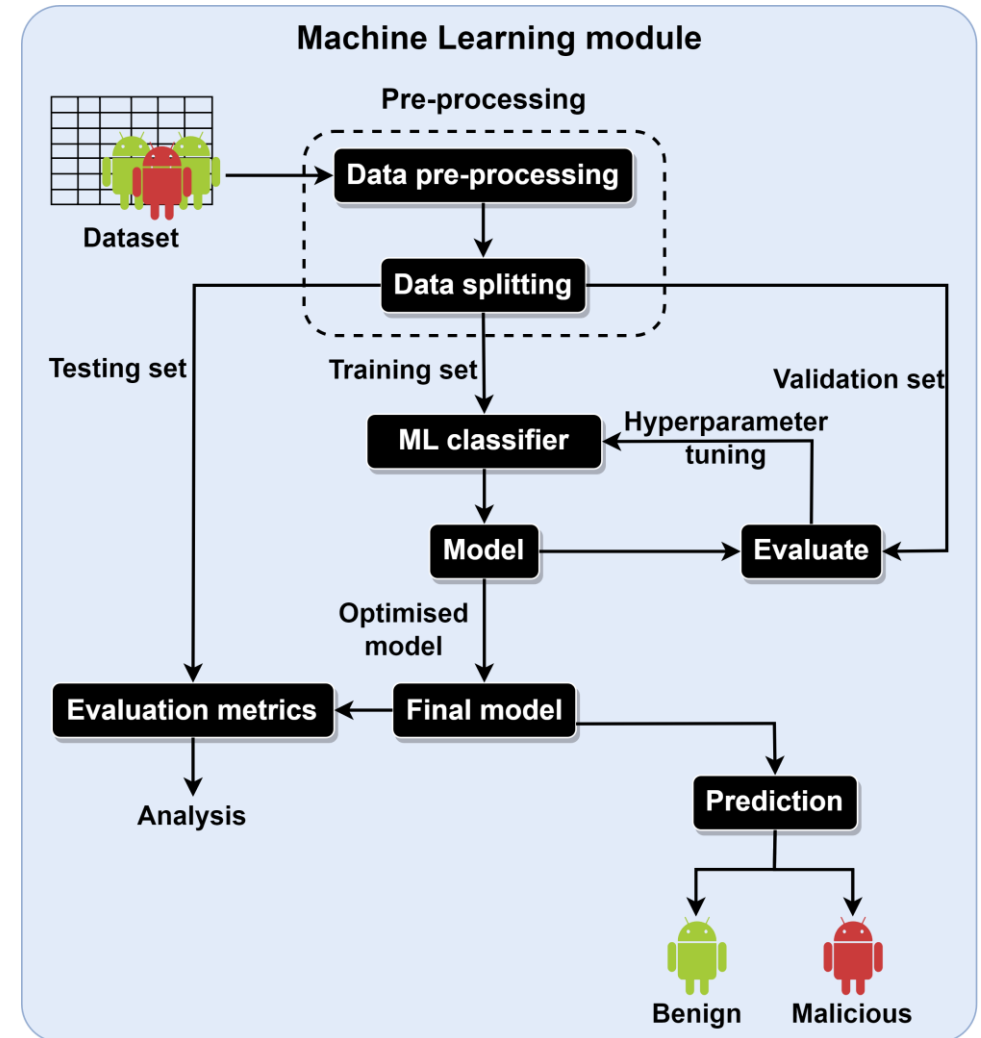 Machine Learning module
Pre-processing
Data pre-processing
Dataset
Data splitting
Testing set
Training set
Validation set
ML classifier
Hyperparameter
tuning
Model
Evaluate
Optimised
model
Evaluation metrics
Final model
Analysis
Prediction
Benign
Malicious